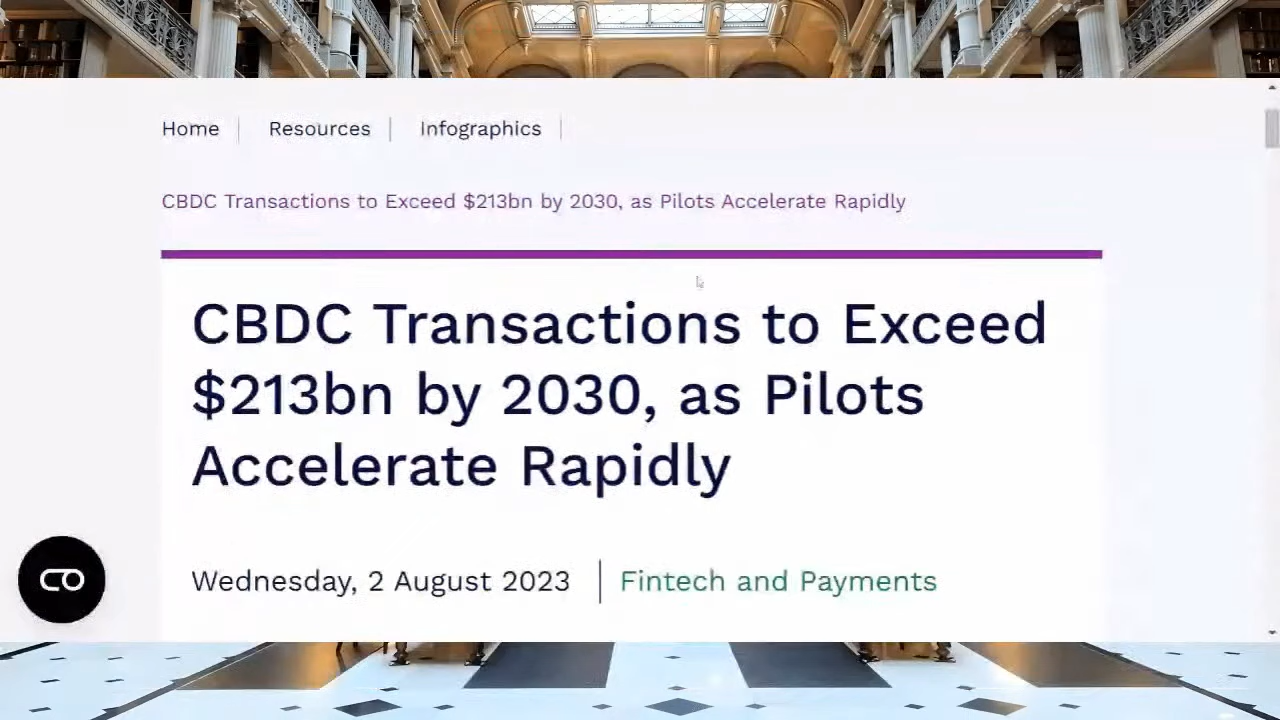 Home
Resources
Infographics
CBDC Transactions to Exceed $213bn by 2030, as Pilots Accelerate Rapidly
CBDC Transactions to Exceed
$213bn by 2030, as Pilots
Accelerate Rapidly
Wednesday, 2 August 2023
Fintech and Payments